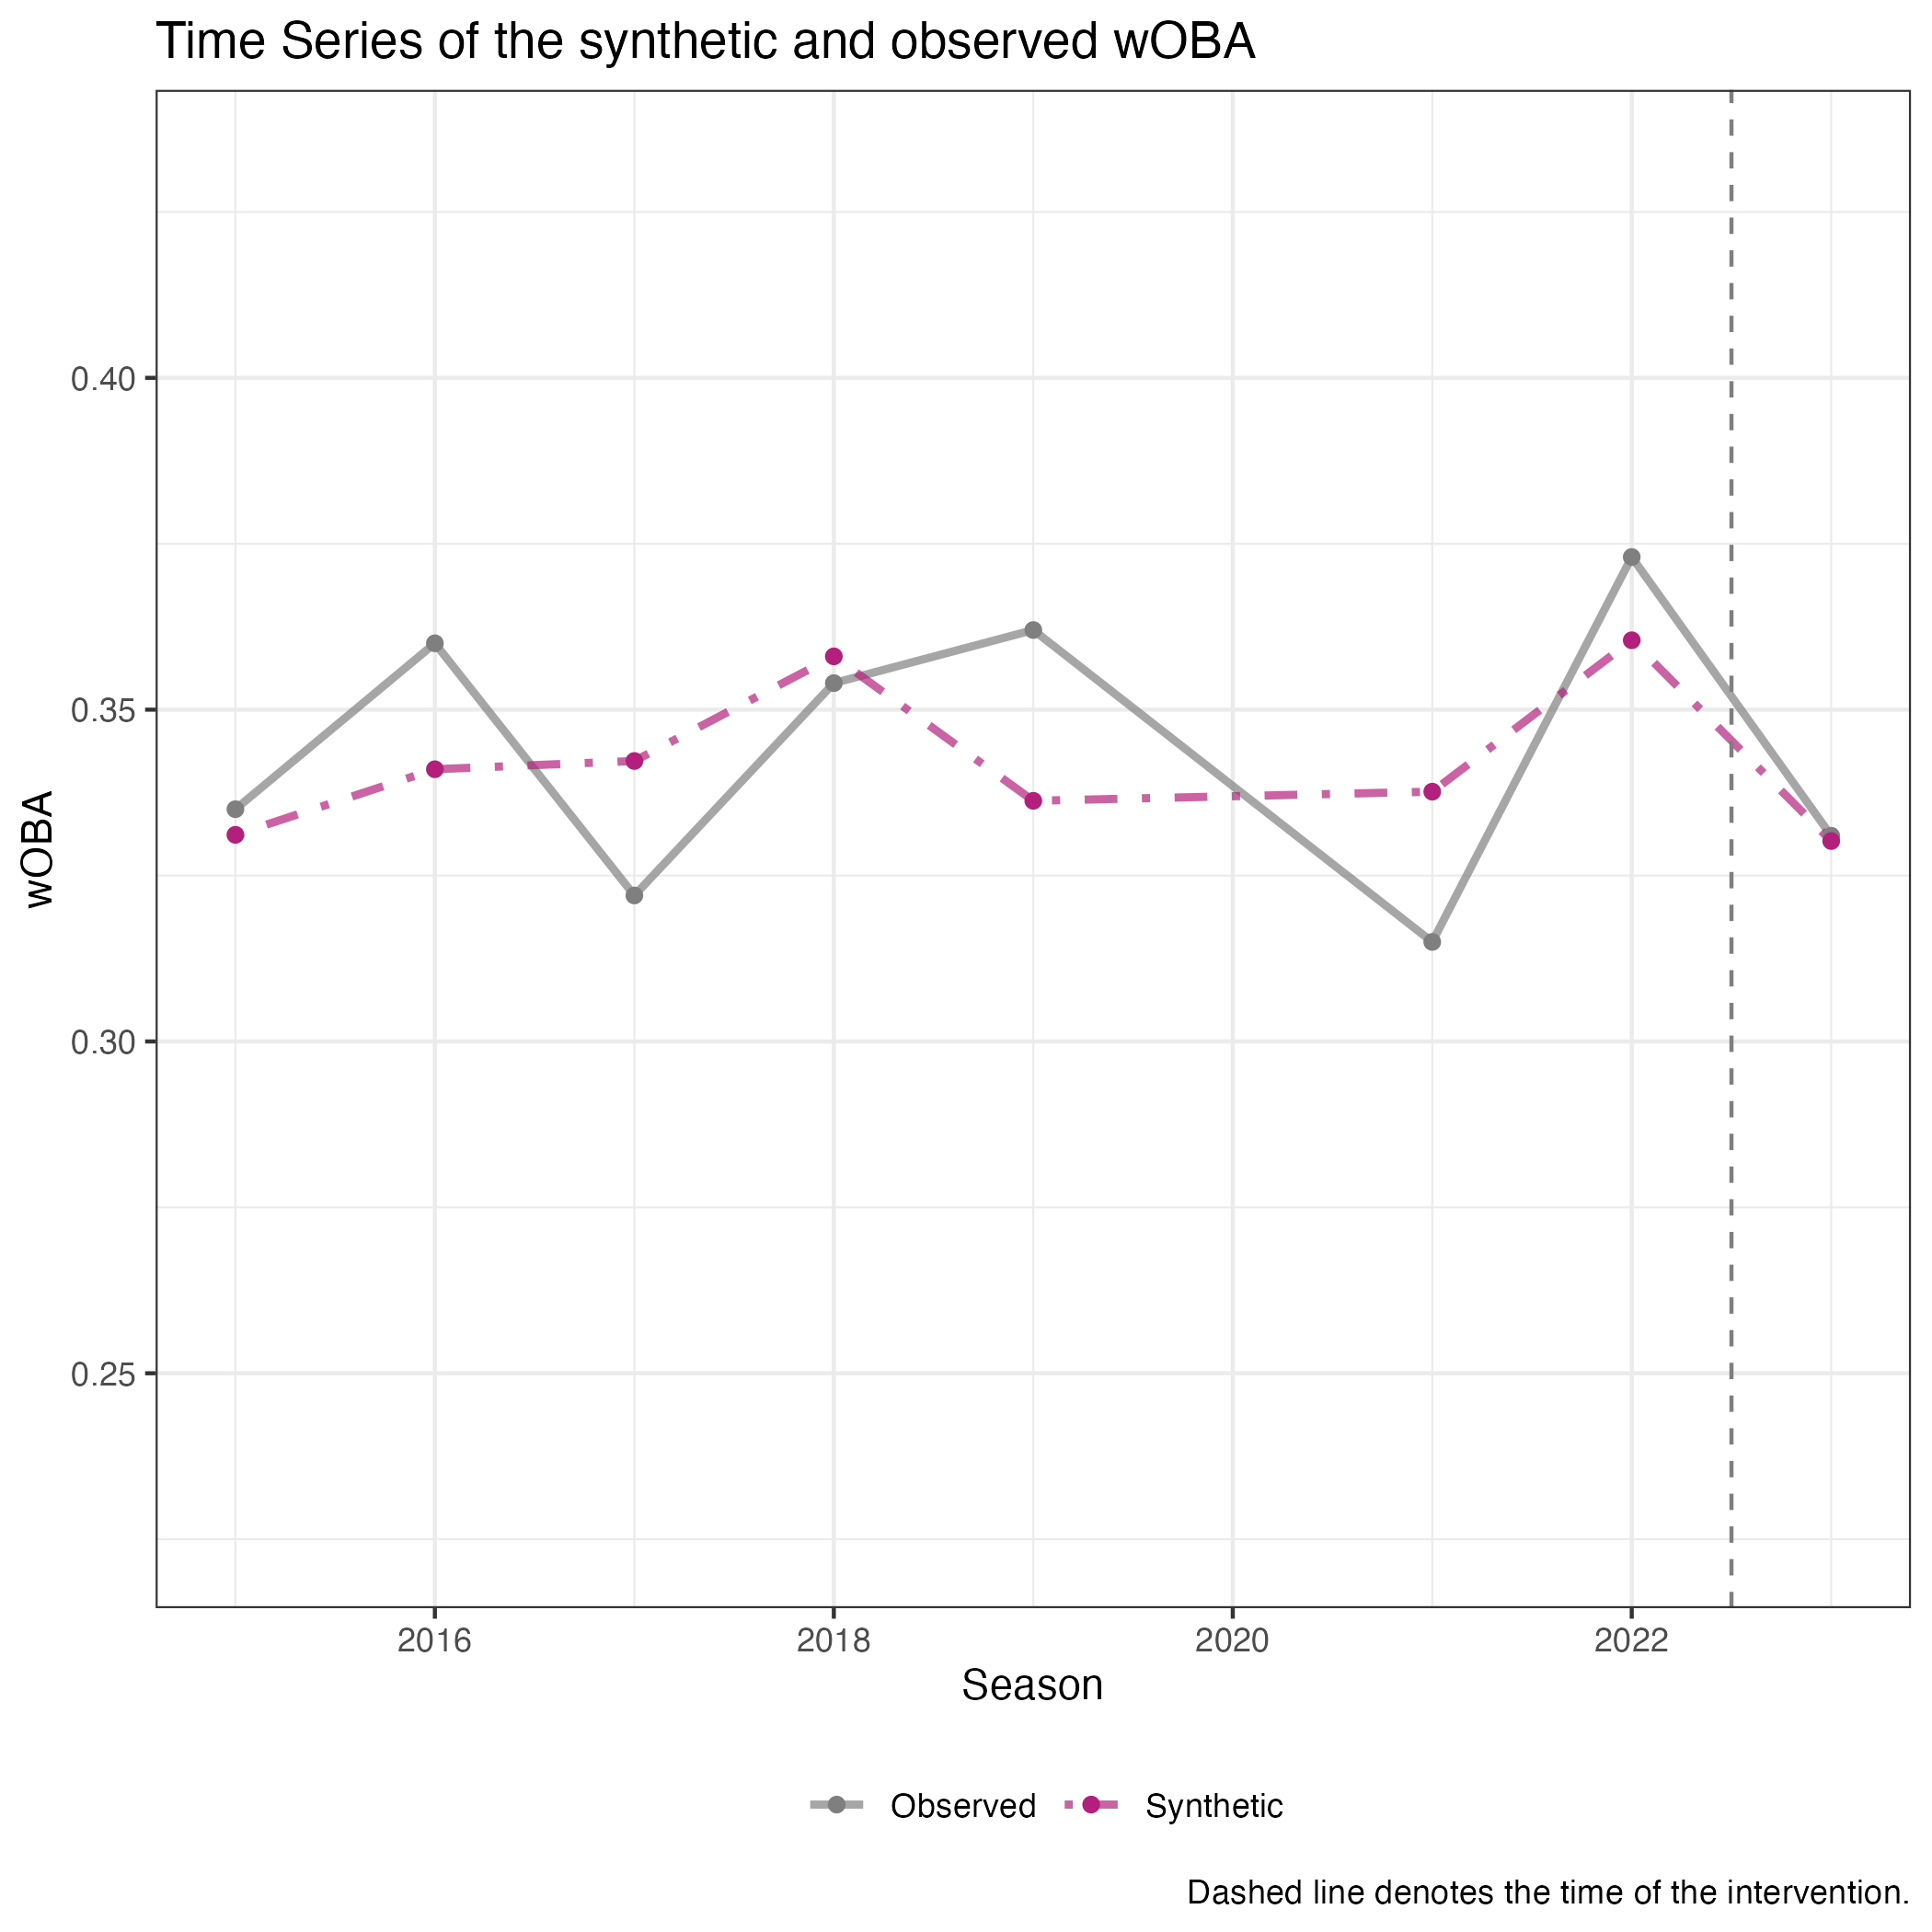 Time Series of the synthetic and observed wOBA
wOBA
0.40
0.35
0.30
0.25
2016 2018 2020 2022
Season
Observed Synthetic
Dashed line denotes the time of the intervention.